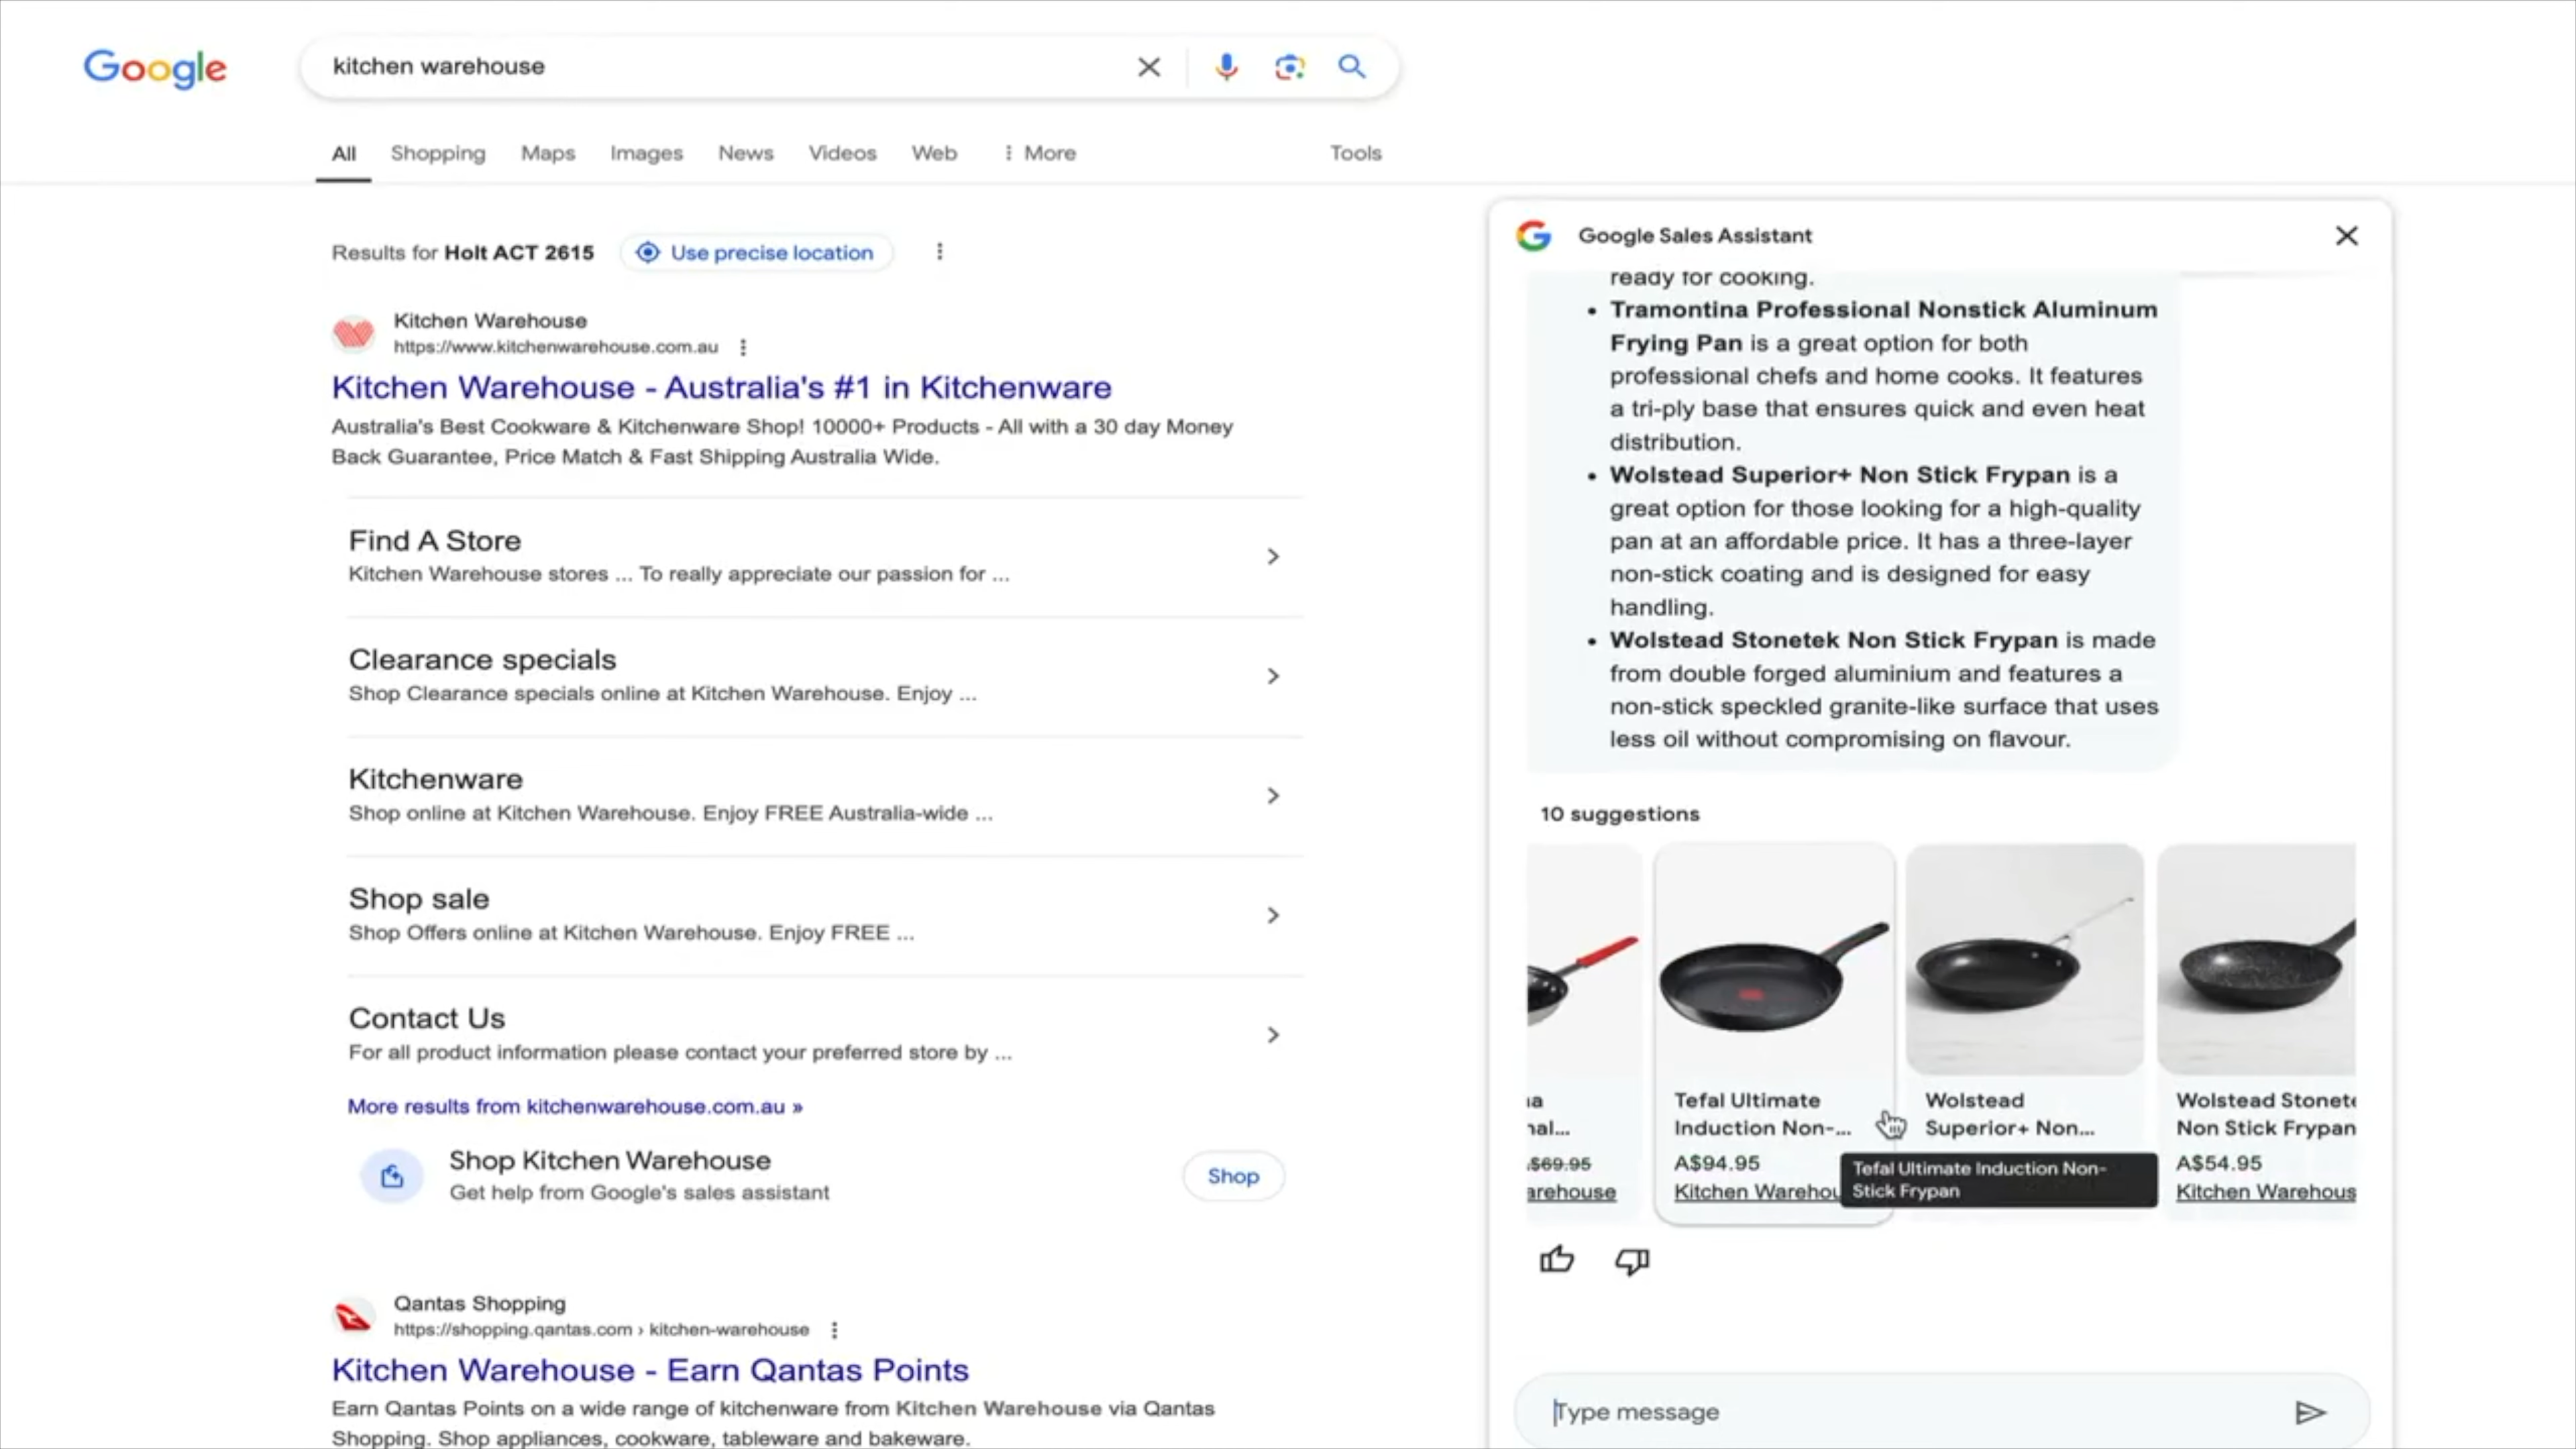 Google
kitchen warehouse
All
Shopping
Maps
Images
News
Videos
Web
More
Tools
Results for Holt ACT 2615
Use precise location
Kitchen Warehouse
https://www.kitchenwarehouse.com.au
Kitchen Warehouse - Australia's #1 in Kitchenware
Australia's Best Cookware & Kitchenware Shop! 10000+ Products - All with a 30 day Money
Back Guarantee, Price Match & Fast Shipping Australia Wide.
Find A Store
Kitchen Warehouse stores ... To really appreciate our passion for ...
Clearance specials
Shop Clearance specials online at Kitchen Warehouse. Enjoy ...
Kitchenware
Shop online at Kitchen Warehouse. Enjoy FREE Australia-wide ...
Shop sale
Shop Offers online at Kitchen Warehouse. Enjoy FREE ...
Contact Us
For all product information please contact your preferred store by ...
More results from kitchenwarehouse.com.au »
Shop Kitchen Warehouse
Get help from Google's sales assistant
Shop
Qantas Shopping
https://shopping.qantas.com › kitchen-warehouse
Kitchen Warehouse - Earn Qantas Points
Earn Qantas Points on a wide range of kitchenware from Kitchen Warehouse via Qantas
Shopping. Shop appliances, cookware, tableware and bakeware.
Google Sales Assistant
ready for cooking.
• Tramontina Professional Nonstick Aluminum
Frying Pan is a great option for both
professional chefs and home cooks. It features
a tri-ply base that ensures quick and even heat
distribution.
• Wolstead Superior+ Non Stick Frypan is a
great option for those looking for a high-quality
pan at an affordable price. It has a three-layer
non-stick coating and is designed for easy
handling.
• Wolstead Stonetek Non Stick Frypan is made
from double forged aluminium and features a
non-stick speckled granite-like surface that uses
less oil without compromising on flavour.
10 suggestions
nal...
$69.95
arehouse
Tefal Ultimate
Induction Non-...
A$94.95
Kitchen Warehou
Wolstead
Superior+ Non...
Tefal Ultimate Induction Non-
Stick Frypan
Wolstead Stonete
Non Stick Frypan
A$54.95
Kitchen Warehous
Type message